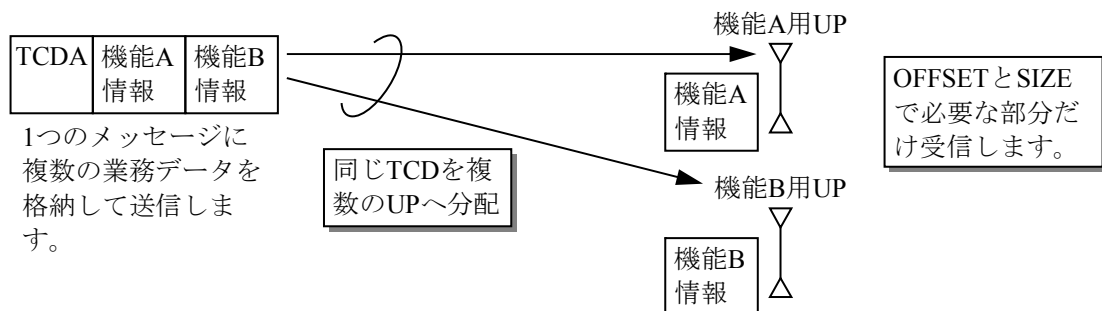 TCDA
機能A
情報
機能B
情報
1つのメッセージに
複数の業務データを
格納して送信しま
す。
同じTCDを複
数のUPへ分配
機能A用UP
機能A
情報
機能B用UP
機能B
情報
OFFSETとSIZE
で必要な部分だ
け受信します。